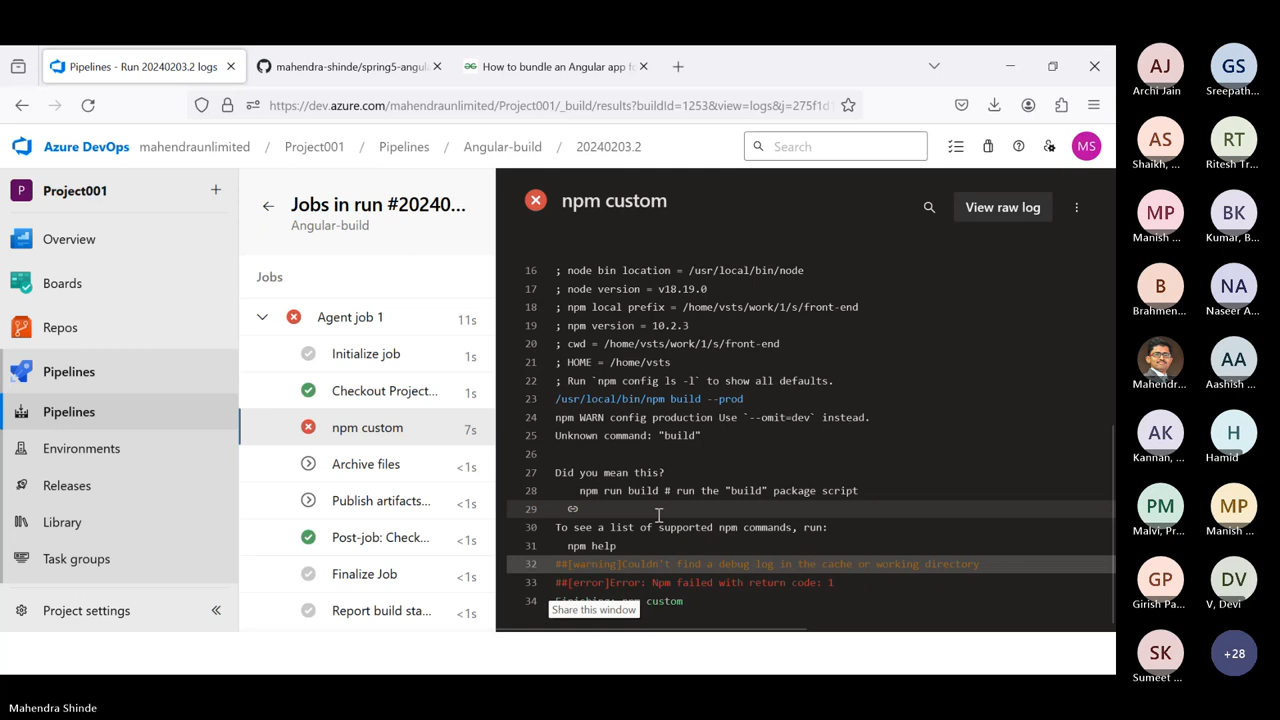 Pipelines - Run 20240203.2 logs
mahendra-shinde/spring5-angul
How to bundle an Angular app fo
https://dev.azure.com/mahendraunlimited/Project001/_build/results?buildId=1253&view=logs&j=275f1d1
Azure DevOps
mahendraunlimited
/
Project001
/
Pipelines
/
Angular-build
/
20240203.2
Search
MS
P
Project001
Overview
Boards
Repos
Pipelines
Pipelines
Environments
Releases
Library
Task groups
Project settings
Jobs in run #20240...
Angular-build
Jobs
Agent job 1 11s
Initialize job 1s
Checkout Project... 1s
npm custom 7s
Archive files <1s
Publish artifacts... <1s
Post-job: Check... <1s
Finalize Job <1s
Report build sta... <1s
npm custom
View raw log
16 ; node bin location = /usr/local/bin/node
17 ; node version = v18.19.0
18 ; npm local prefix = /home/vsts/work/1/s/front-end
19 ; npm version = 10.2.3
20 ; cwd = /home/vsts/work/1/s/front-end
21 ; HOME = /home/vsts
22 ; Run `npm config ls -l` to show all defaults.
23 /usr/local/bin/npm build --prod
24 npm WARN config production Use `--omit=dev` instead.
25 Unknown command: "build"
26
27 Did you mean this?
28 npm run build # run the "build" package script
29
30 To see a list of supported npm commands, run:
31 npm help
32 ##[warning]Couldn't find a debug log in the cache or working directory
33 ##[error]Error: Npm failed with return code: 1
34 custom
Share this window
AJ
Archi Jain
GS
Sreepath...
AS
Shaikh, ...
RT
Ritesh Tr...
MP
Manish ...
BK
Kumar, B...
B
Brahmen...
NA
Naseer A...
Mahendr...
AA
Aashish ...
AK
Kannan, ...
H
Hamid
PM
Malvi, Pr...
MP
Manish ...
GP
Girish Pa...
DV
V, Devi
SK
Sumeet ...
+28
Mahendra Shinde